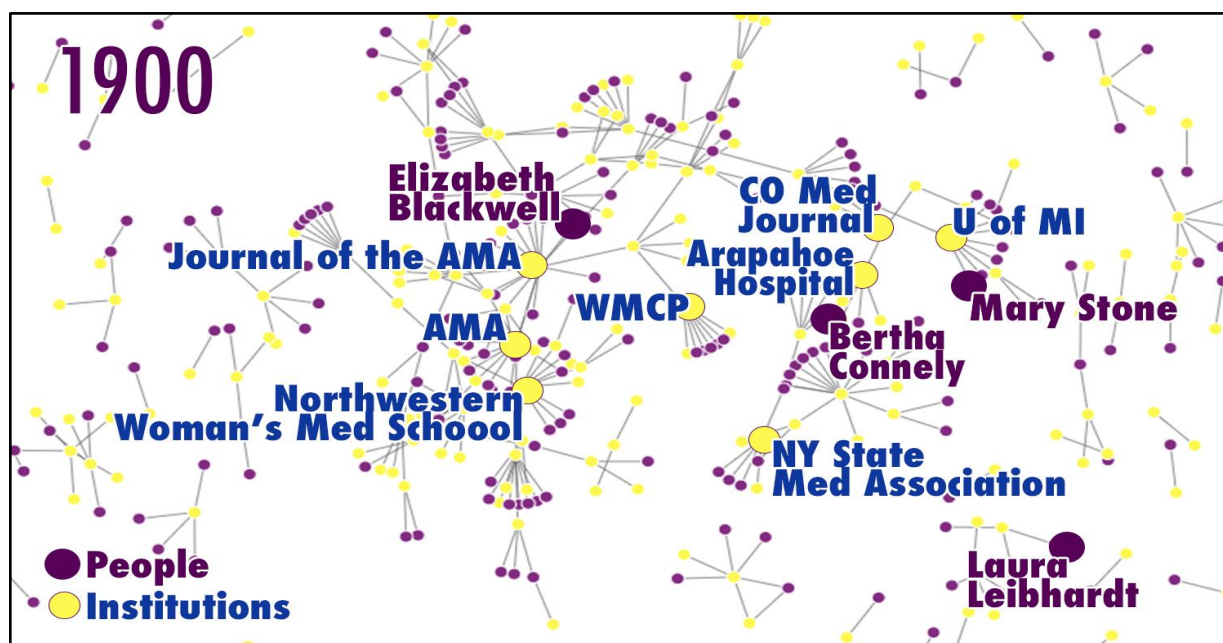 1900
Elizabeth
Blackwell
CO Med
Journal
U of MI
Journal of the AMA
Arapahoe
Hospital
WMCP
Mary Stone
AMA
Bertha
Connely
Northwestern
Woman's Med Schoool
NY State
Med Association
People
Institutions
Laura
Leibhardt